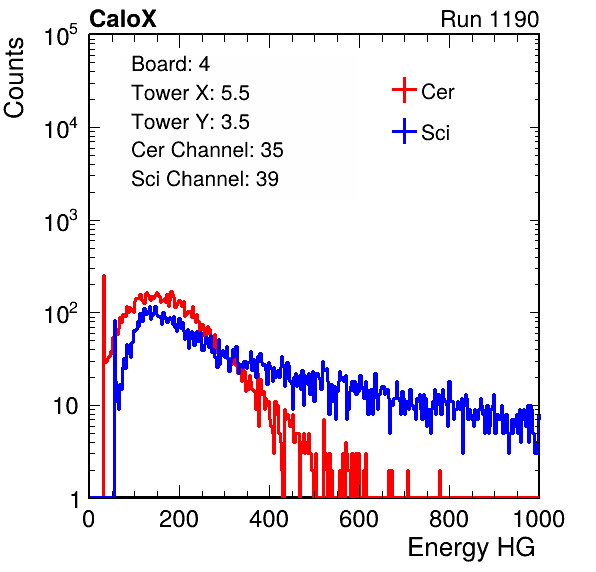 CaloX Run 1190
Counts
Board: 4
Tower X: 5.5
Tower Y: 3.5
Cer Channel: 35
Sci Channel: 39
Cer
Sci
10^5
10^4
10^3
10^2
10
1
0 200 400 600 800 1000
Energy HG